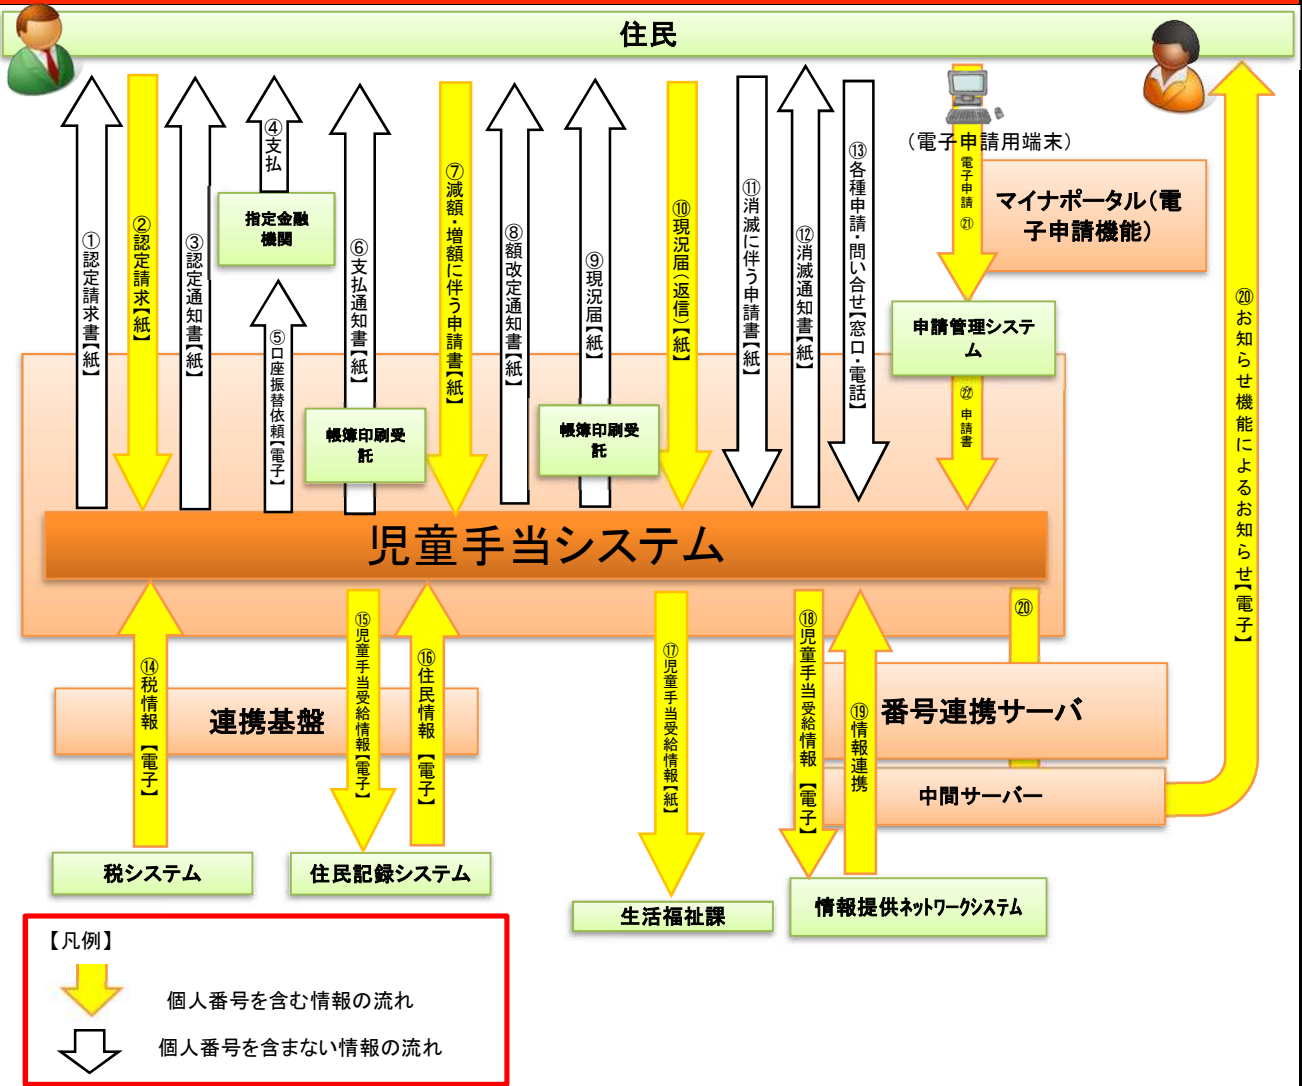 住民
①認定請求書【紙】
②認定請求【紙】
③認定通知書【紙】
④支払
指定金融
機関
⑤口座振替依頼【電子】
⑥支払通知書【紙】
帳簿印刷受
託
⑦減額・増額に伴う申請書【紙】
⑧額改定通知書【紙】
⑨現況届【紙】
帳簿印刷受
託
⑩現況届(返信)【紙】
⑪消滅に伴う申請書【紙】
⑫消滅通知書【紙】
⑬各種申請・問い合せ【窓口・電話】
(電子申請用端末)
電子申請 ㉑
マイナポータル(電
子申請機能)
申請管理システ
ム
㉒ 申請書
⑳お知らせ機能によるお知らせ【電子】
児童手当システム
⑭税情報 【電子】
⑮児童手当受給情報【電子】
⑯住民情報 【電子】
⑰児童手当受給情報【紙】
⑱児童手当受給情報 【電子】
⑲情報連携
⑳
連携基盤
番号連携サーバ
中間サーバー
税システム
住民記録システム
生活福祉課
情報提供ネットワークシステム
【凡例】
個人番号を含む情報の流れ
個人番号を含まない情報の流れ